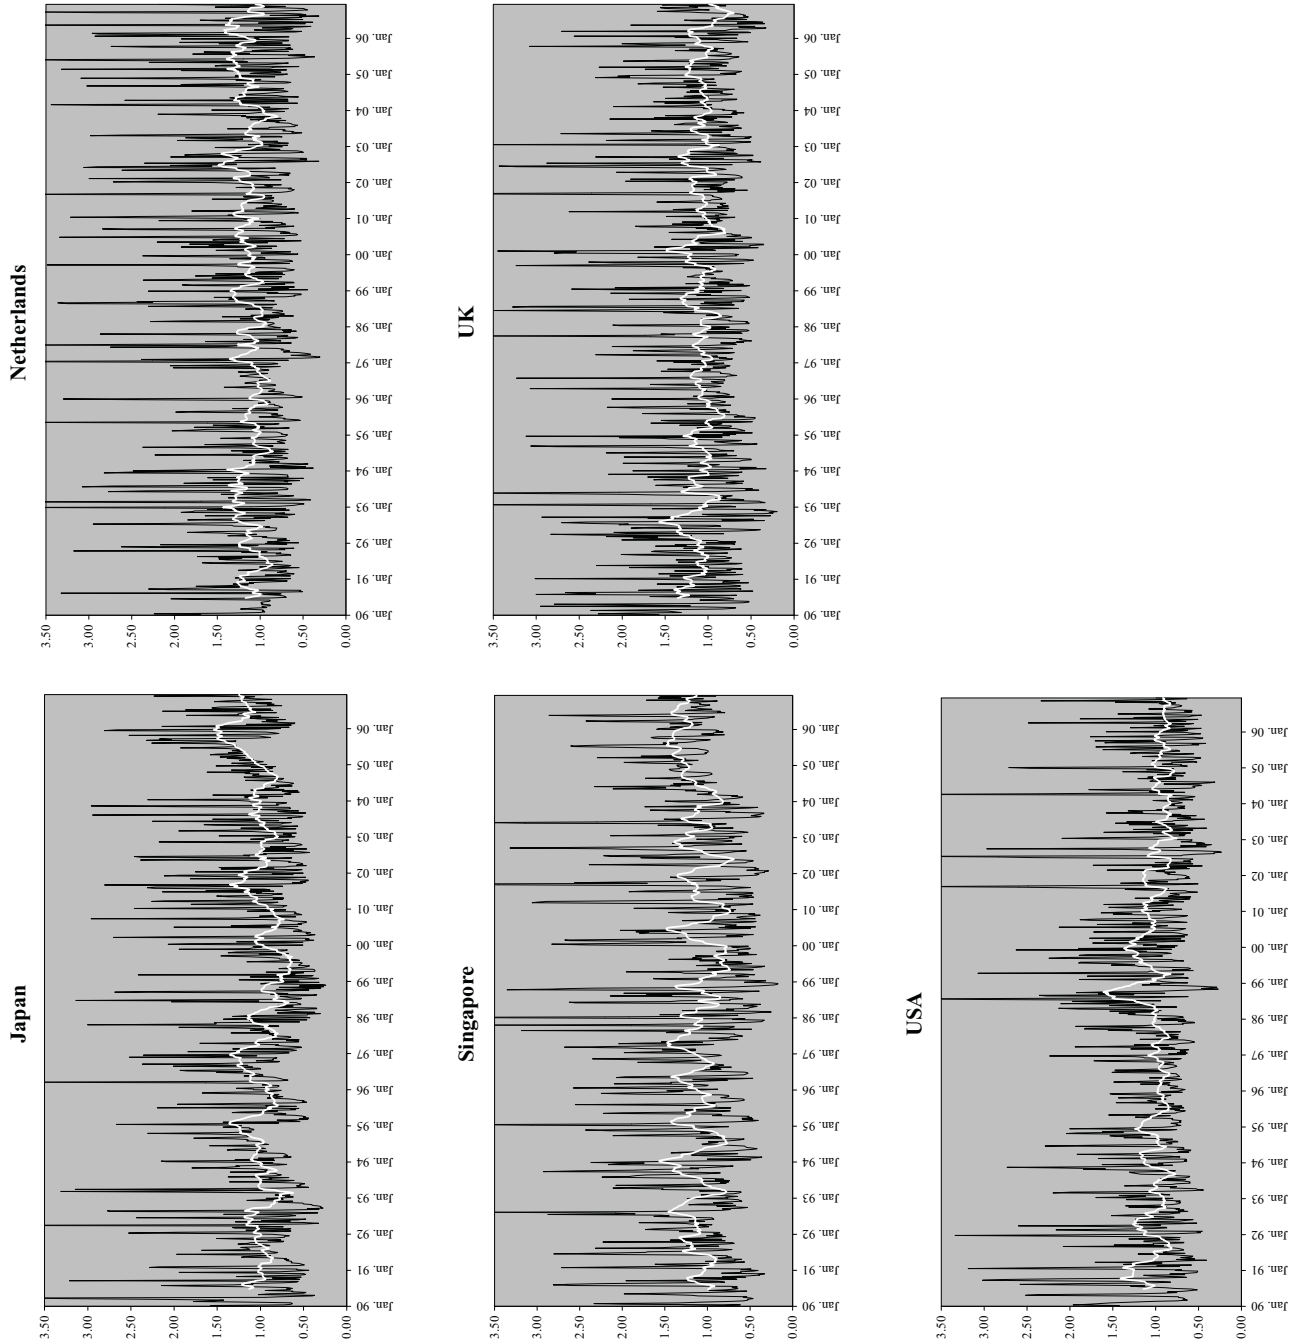 Japan
3.50
3.00
2.50
2.00
1.50
1.00
0.50
0.00
Jan. 90
Jan. 91
Jan. 92
Jan. 93
Jan. 94
Jan. 95
Jan. 96
Jan. 97
Jan. 98
Jan. 99
Jan. 00
Jan. 01
Jan. 02
Jan. 03
Jan. 04
Jan. 05
Jan. 06
Netherlands
3.50
3.00
2.50
2.00
1.50
1.00
0.50
0.00
Jan. 90
Jan. 91
Jan. 92
Jan. 93
Jan. 94
Jan. 95
Jan. 96
Jan. 97
Jan. 98
Jan. 99
Jan. 00
Jan. 01
Jan. 02
Jan. 03
Jan. 04
Jan. 05
Jan. 06
Singapore
3.50
3.00
2.50
2.00
1.50
1.00
0.50
0.00
Jan. 90
Jan. 91
Jan. 92
Jan. 93
Jan. 94
Jan. 95
Jan. 96
Jan. 97
Jan. 98
Jan. 99
Jan. 00
Jan. 01
Jan. 02
Jan. 03
Jan. 04
Jan. 05
Jan. 06
UK
3.50
3.00
2.50
2.00
1.50
1.00
0.50
0.00
Jan. 90
Jan. 91
Jan. 92
Jan. 93
Jan. 94
Jan. 95
Jan. 96
Jan. 97
Jan. 98
Jan. 99
Jan. 00
Jan. 01
Jan. 02
Jan. 03
Jan. 04
Jan. 05
Jan. 06
USA
3.50
3.00
2.50
2.00
1.50
1.00
0.50
0.00
Jan. 90
Jan. 91
Jan. 92
Jan. 93
Jan. 94
Jan. 95
Jan. 96
Jan. 97
Jan. 98
Jan. 99
Jan. 00
Jan. 01
Jan. 02
Jan. 03
Jan. 04
Jan. 05
Jan. 06